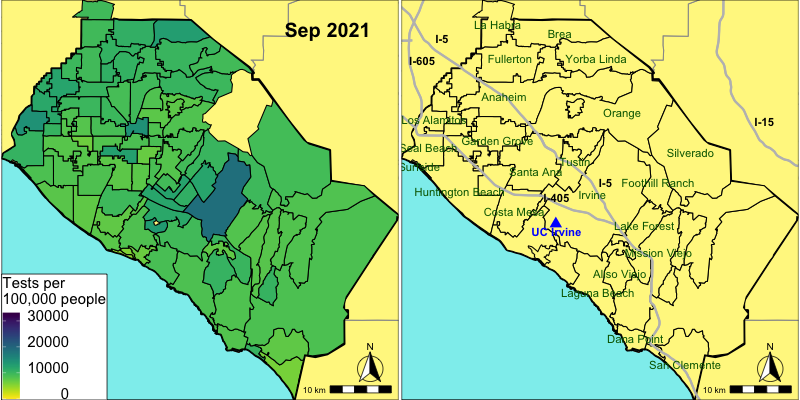 Sep 2021
Tests per
100,000 people
30000
20000
10000
0
N
10 km
La Habra
Brea
I-5
I-605
Fullerton
Yorba Linda
Anaheim
Orange
Los Alamitos
I-15
Garden Grove
Seal Beach
Silverado
Sunside
Tustin
Santa Ana
I-5
Foothill Ranch
Huntington Beach
I-405
Irvine
Costa Mesa
UC Irvine
Lake Forest
Mission Viejo
Aliso Viejo
Laguna Beach
Dana Point
San Clemente
N
10 km